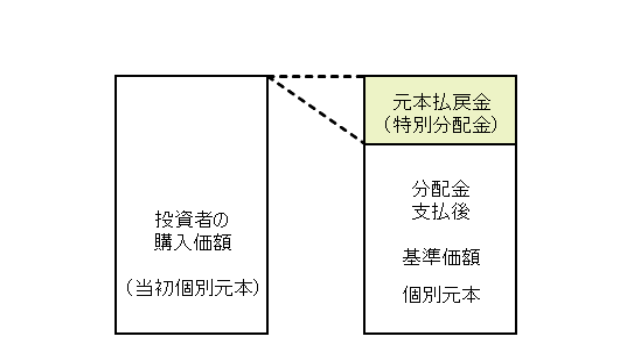 投資者の
購入価額
（当初個別元本）
元本払戻金
（特別分配金）
分配金
支払後
基準価額
個別元本